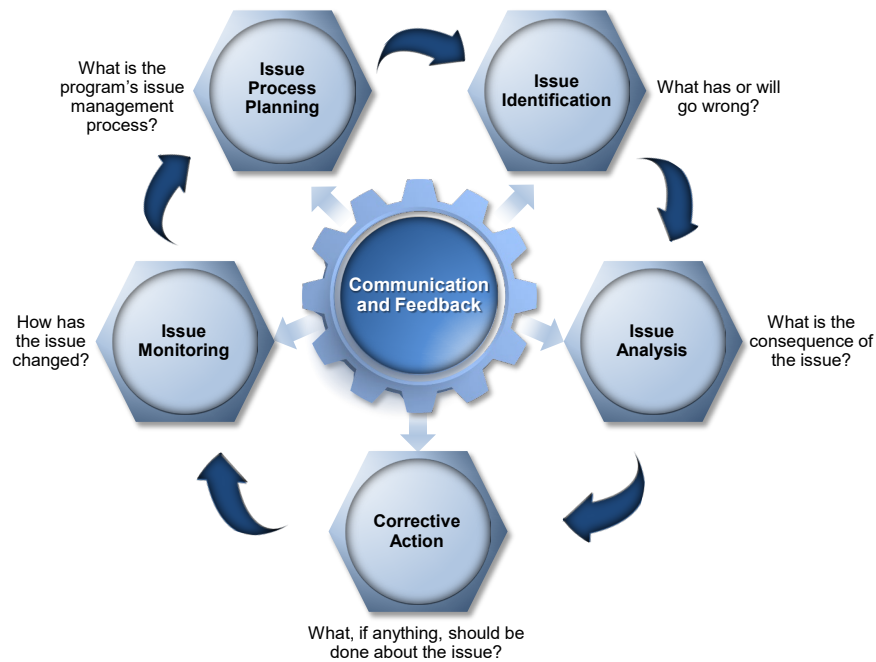 What is the
program's issue
management
process?
Issue
Process
Planning
Issue
Identification
What has or will
go wrong?
Communication
and Feedback
How has
the issue
changed?
Issue
Monitoring
Issue
Analysis
What is the
consequence of
the issue?
Corrective
Action
What, if anything, should be
done about the issue?